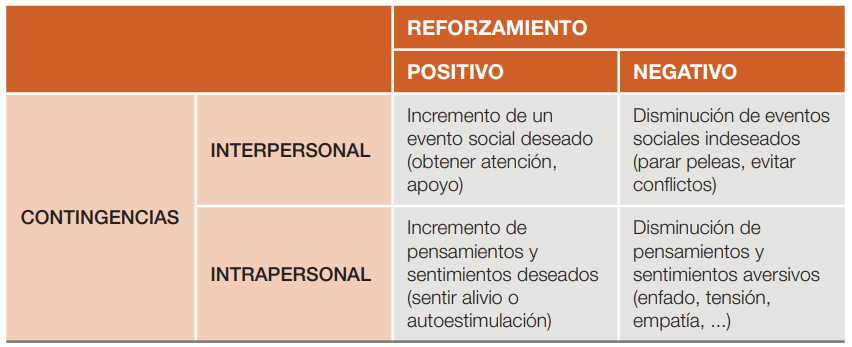 REFORZAMIENTO
POSITIVO
NEGATIVO
CONTINGENCIAS
INTERPERSONAL
Incremento de un
evento social deseado
(obtener atención,
apoyo)
Disminución de eventos
sociales indeseados
(parar peleas, evitar
conflictos)
INTRAPERSONAL
Incremento de
pensamientos y
sentimientos deseados
(sentir alivio o
autoestimulación)
Disminución de
pensamientos y
sentimientos aversivos
(enfado, tensión,
empatía, ...)